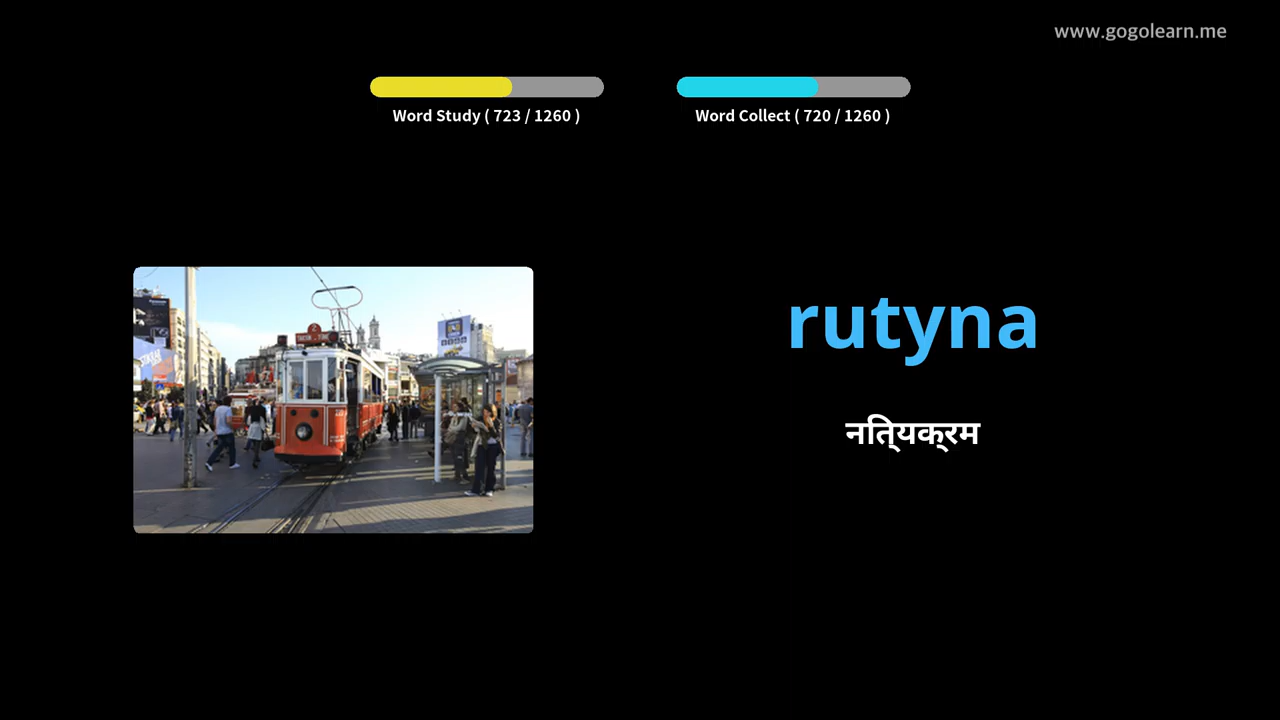 www.gogolearn.me
Word Study ( 723 / 1260 )
Word Collect ( 720 / 1260 )
rutyna
नित्यक्रम